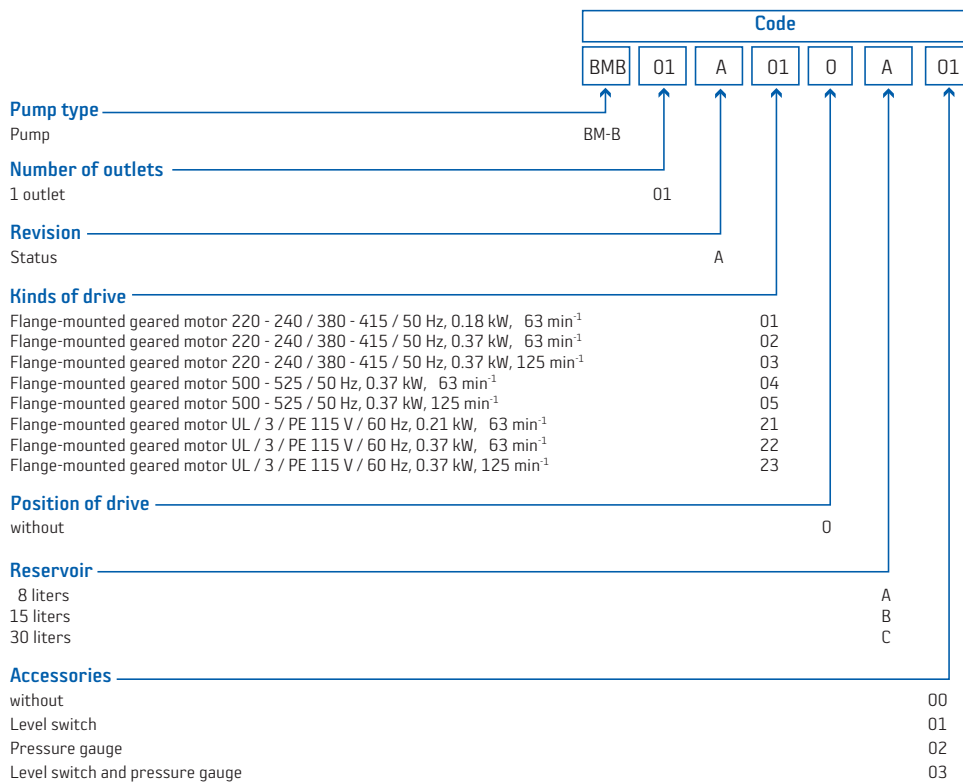 Code
BMB 01 A 01 0 A 01
Pump type
Pump BM-B
Number of outlets
1 outlet 01
Revision
Status A
Kinds of drive
Flange-mounted geared motor 220 - 240 / 380 - 415 / 50 Hz, 0.18 kW, 63 min⁻¹ 01
Flange-mounted geared motor 220 - 240 / 380 - 415 / 50 Hz, 0.37 kW, 63 min⁻¹ 02
Flange-mounted geared motor 220 - 240 / 380 - 415 / 50 Hz, 0.37 kW, 125 min⁻¹ 03
Flange-mounted geared motor 500 - 525 / 50 Hz, 0.37 kW, 63 min⁻¹ 04
Flange-mounted geared motor 500 - 525 / 50 Hz, 0.37 kW, 125 min⁻¹ 05
Flange-mounted geared motor UL / 3 / PE 115 V / 60 Hz, 0.21 kW, 63 min⁻¹ 21
Flange-mounted geared motor UL / 3 / PE 115 V / 60 Hz, 0.37 kW, 63 min⁻¹ 22
Flange-mounted geared motor UL / 3 / PE 115 V / 60 Hz, 0.37 kW, 125 min⁻¹ 23
Position of drive
without 0
Reservoir
8 liters A
15 liters B
30 liters C
Accessories
without 00
Level switch 01
Pressure gauge 02
Level switch and pressure gauge 03